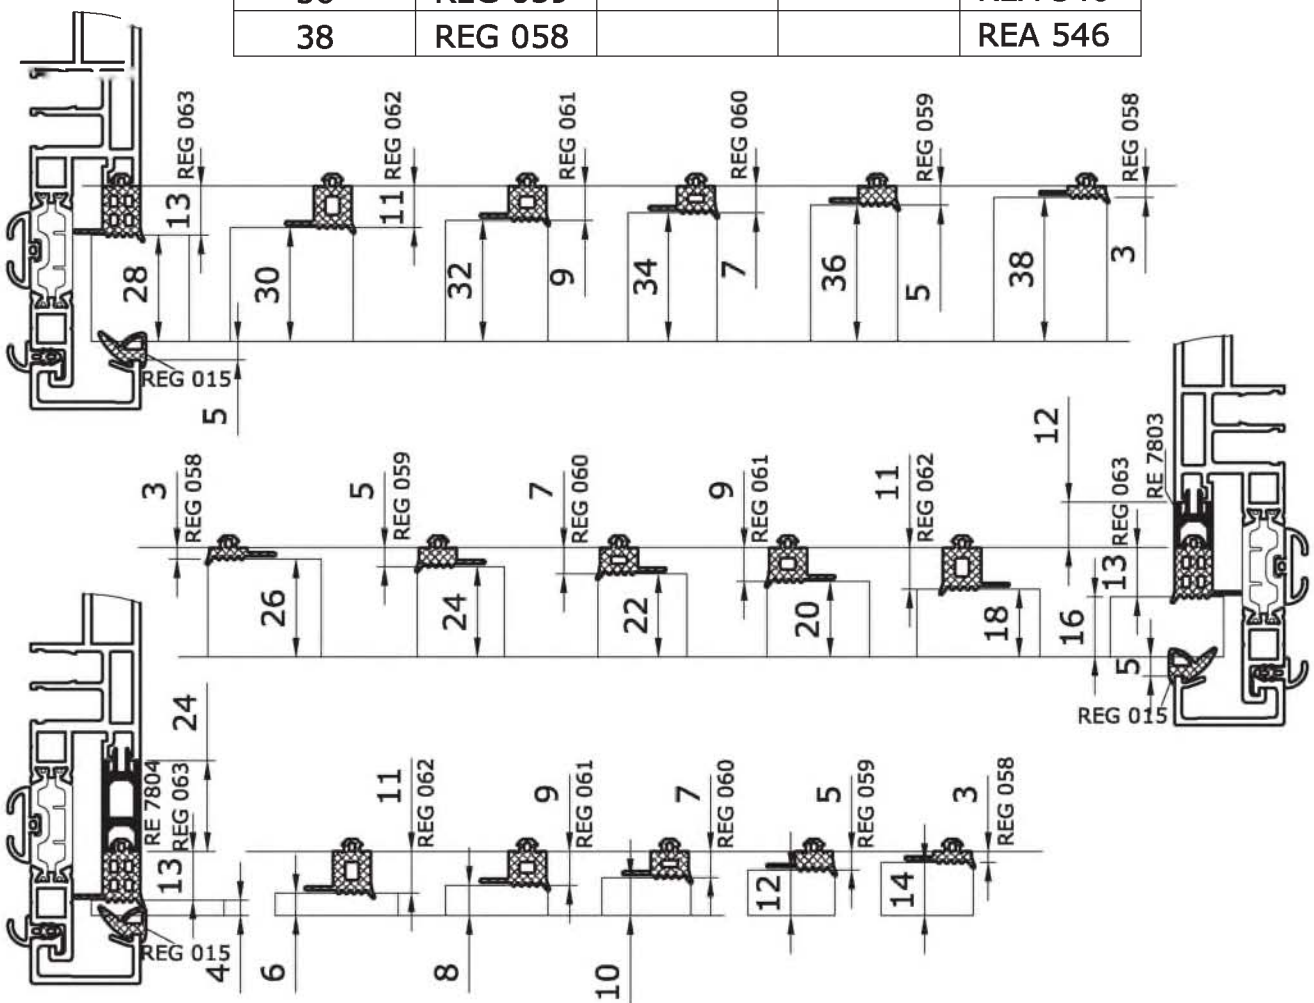 38 REG 058 REA 546
REG 063
REG 062
REG 061
REG 060
REG 059
REG 058
13
11
9
7
5
3
28
30
32
34
36
38
REG 015
5
12
RE 7803
3
REG 058
5
REG 059
7
REG 060
9
REG 061
11
REG 062
REG 063
13
26
24
22
20
18
16
5
REG 015
24
RE 7804
REG 063
13
11
REG 062
9
REG 061
7
REG 060
5
REG 059
3
REG 058
REG 015
4
6
8
10
12
14